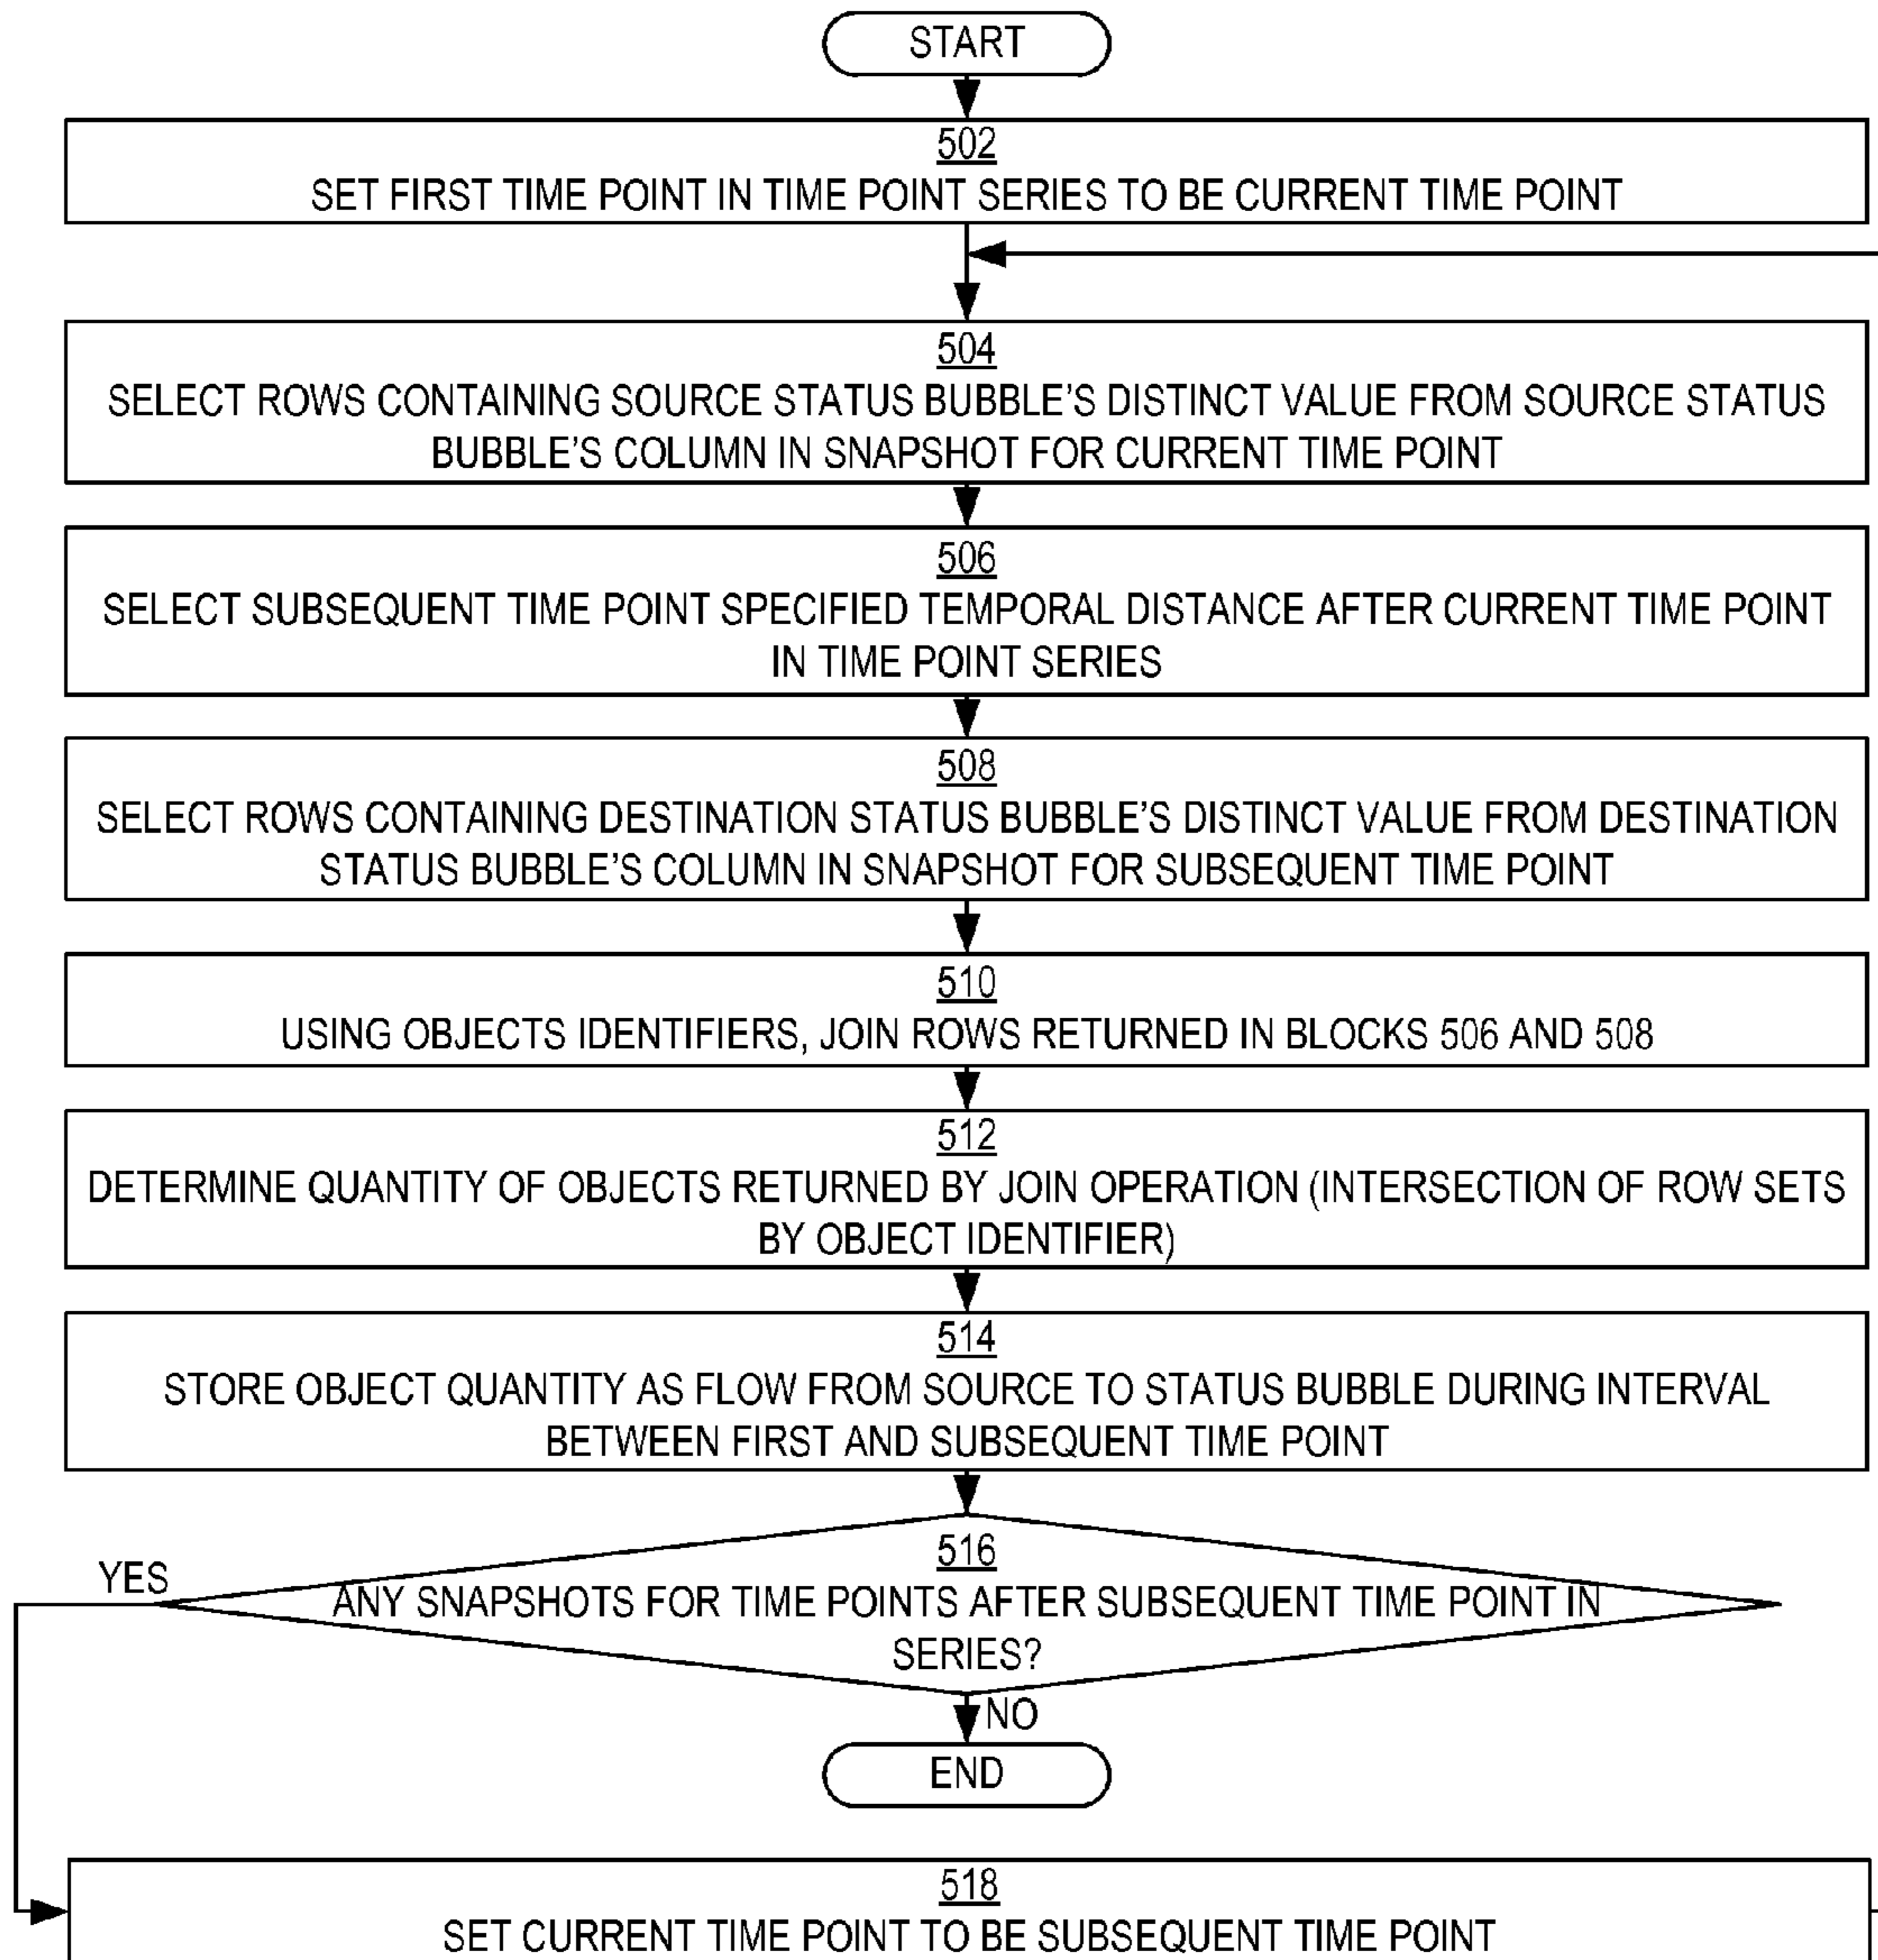 START
502
SET FIRST TIME POINT IN TIME POINT SERIES TO BE CURRENT TIME POINT
504
SELECT ROWS CONTAINING SOURCE STATUS BUBBLE'S DISTINCT VALUE FROM SOURCE STATUS
BUBBLE'S COLUMN IN SNAPSHOT FOR CURRENT TIME POINT
506
SELECT SUBSEQUENT TIME POINT SPECIFIED TEMPORAL DISTANCE AFTER CURRENT TIME POINT
IN TIME POINT SERIES
508
SELECT ROWS CONTAINING DESTINATION STATUS BUBBLE'S DISTINCT VALUE FROM DESTINATION
STATUS BUBBLE'S COLUMN IN SNAPSHOT FOR SUBSEQUENT TIME POINT
510
USING OBJECTS IDENTIFIERS, JOIN ROWS RETURNED IN BLOCKS 506 AND 508
512
DETERMINE QUANTITY OF OBJECTS RETURNED BY JOIN OPERATION (INTERSECTION OF ROW SETS
BY OBJECT IDENTIFIER)
514
STORE OBJECT QUANTITY AS FLOW FROM SOURCE TO STATUS BUBBLE DURING INTERVAL
BETWEEN FIRST AND SUBSEQUENT TIME POINT
516
YES
ANY SNAPSHOTS FOR TIME POINTS AFTER SUBSEQUENT TIME POINT IN
SERIES?
NO
END
518
SET CURRENT TIME POINT TO BE SUBSEQUENT TIME POINT